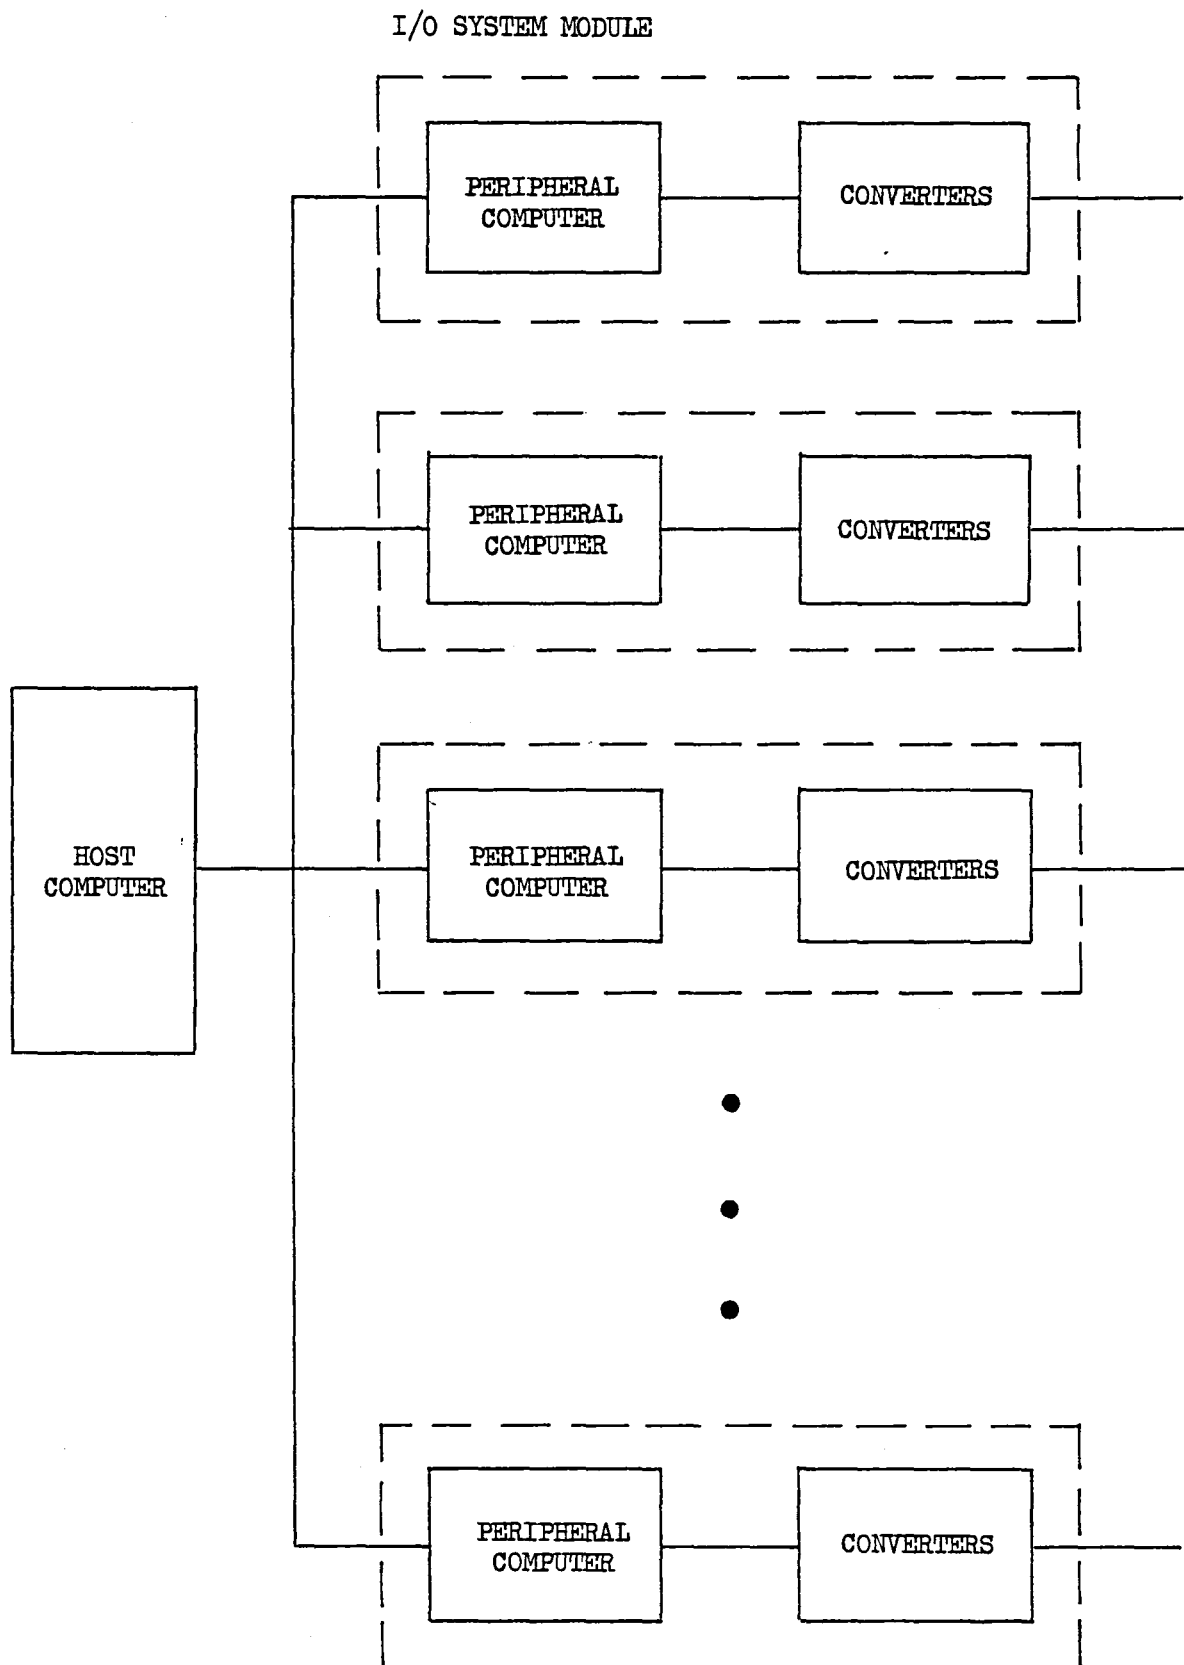 I/O SYSTEM MODULE
PERIPHERAL
COMPUTER
CONVERTERS
PERIPHERAL
COMPUTER
CONVERTERS
HOST
COMPUTER
PERIPHERAL
COMPUTER
CONVERTERS
PERIPHERAL
COMPUTER
CONVERTERS